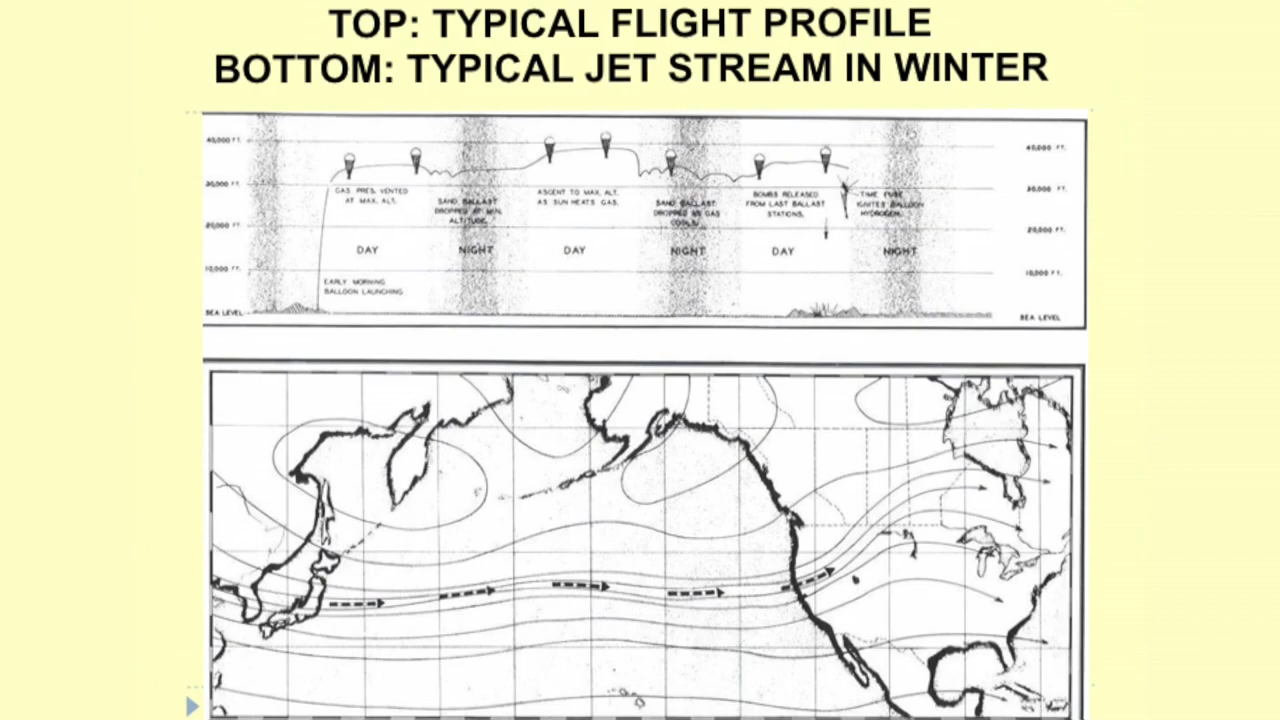 TOP: TYPICAL FLIGHT PROFILE
BOTTOM: TYPICAL JET STREAM IN WINTER
40,000 FT.
40,000 FT.
30,000 FT.
GAS PRES. VENTED
AT MAX. ALT.
SAND BALLAST
DROPPED AT MIN.
ALTITUDE.
ASCENT TO MAX. ALT.
AS SUN HEATS GAS.
SAND BALLAST
DROPPED AS GAS
COOLS.
BOMBS RELEASED
FROM LAST BALLAST
STATIONS.
TIME FUSE
IGNITES BALLOON
HYDROGEN.
30,000 FT.
20,000 FT.
20,000 FT.
DAY
NIGHT
DAY
NIGHT
DAY
NIGHT
10,000 FT.
10,000 FT.
EARLY MORNING
BALLOON LAUNCHING
SEA LEVEL
SEA LEVEL